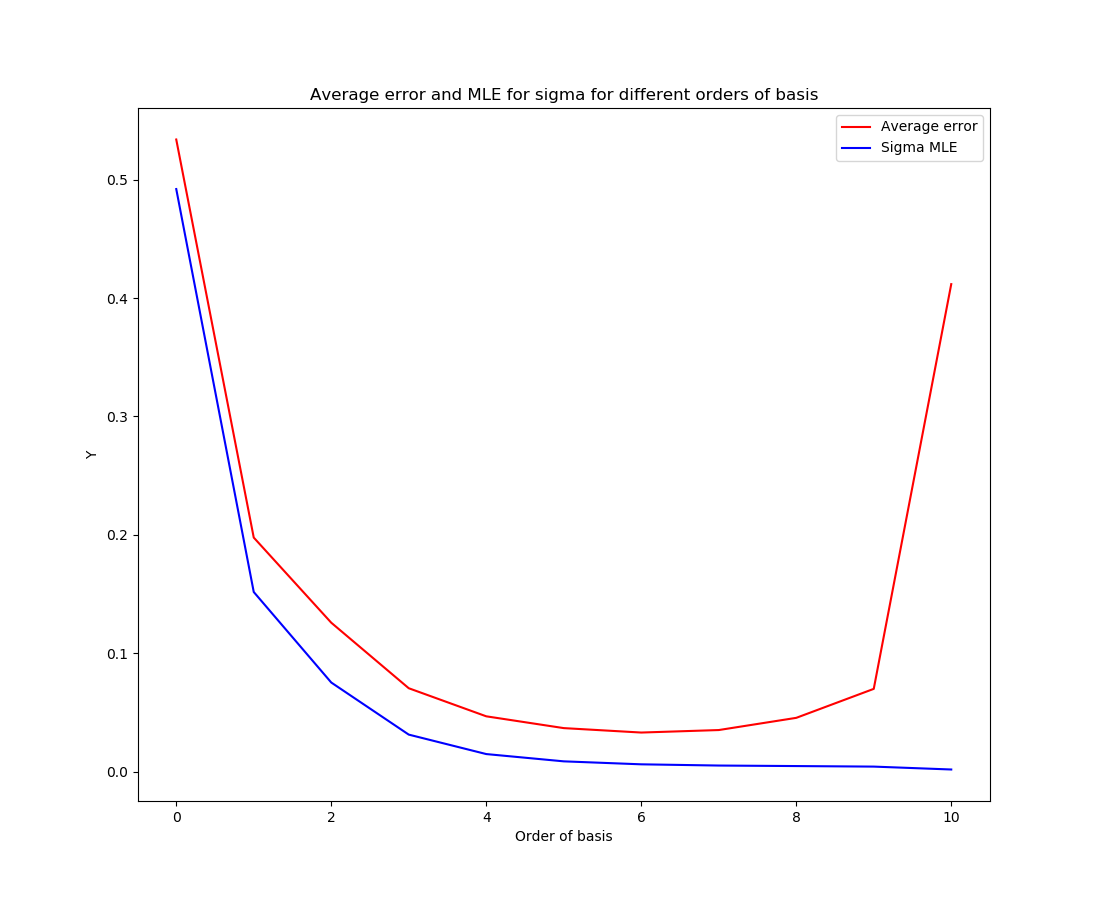 Average error and MLE for sigma for different orders of basis
Average error
Sigma MLE
0.5
0.4
0.3
0.2
0.1
0.0
Y
0 2 4 6 8 10
Order of basis